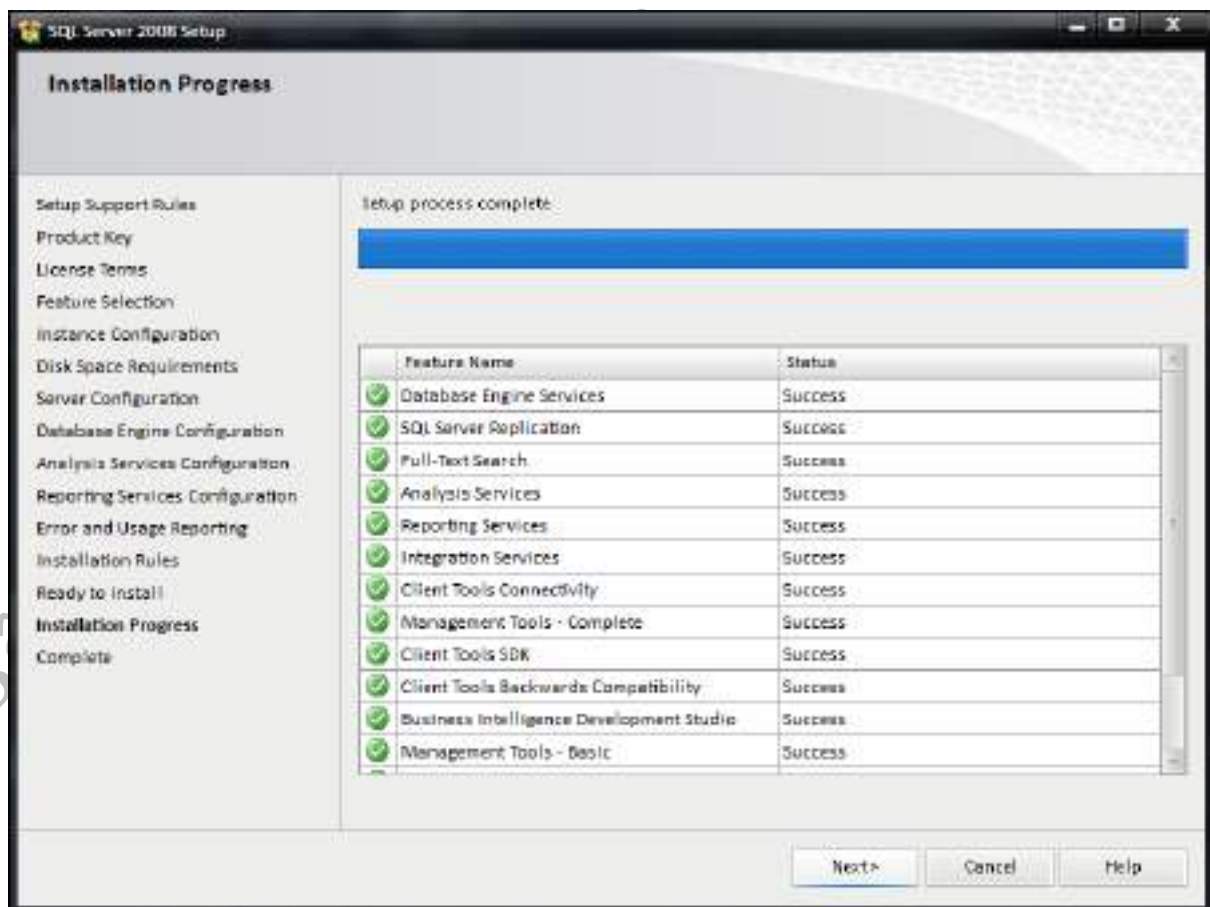 SQL Server 2008 Setup
Installation Progress
Setup Support Rules
Product Key
License Terms
Feature Selection
Instance Configuration
Disk Space Requirements
Server Configuration
Database Engine Configuration
Analysis Services Configuration
Reporting Services Configuration
Error and Usage Reporting
Installation Rules
Ready to Install
Installation Progress
Complete
Setup process complete
Feature Name Status
Database Engine Services Success
SQL Server Replication Success
Full-Text Search Success
Analysis Services Success
Reporting Services Success
Integration Services Success
Client Tools Connectivity Success
Management Tools - Complete Success
Client Tools SDK Success
Client Tools Backwards Compatibility Success
Business Intelligence Development Studio Success
Management Tools - Basic Success
Next> Cancel Help